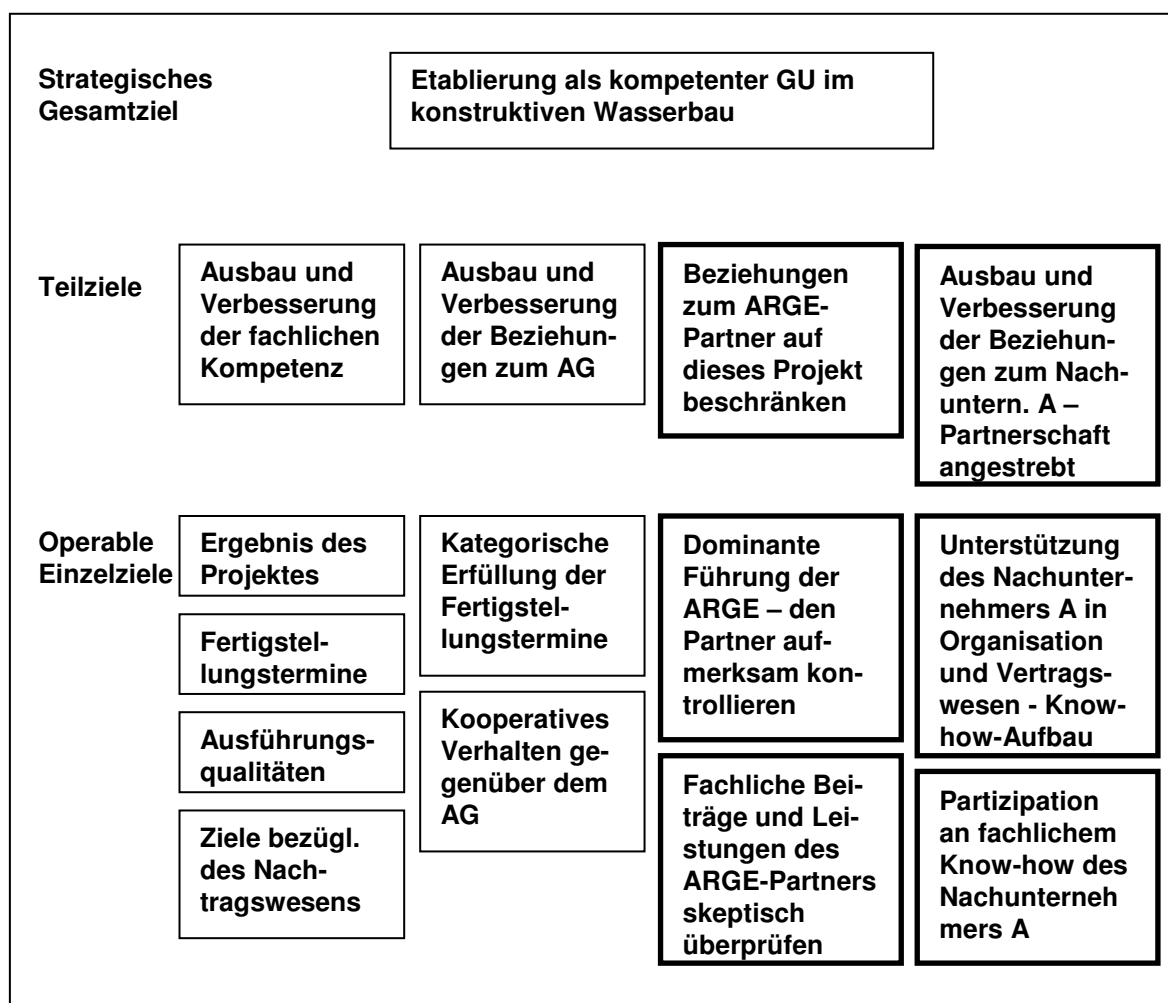 Strategisches
Gesamtziel
Etablierung als kompetenter GU im
konstruktiven Wasserbau
Teilziele
Ausbau und
Verbesserung
der fachlichen
Kompetenz
Ausbau und
Verbesserung
der Beziehun-
gen zum AG
Beziehungen
zum ARGE-
Partner auf
dieses Projekt
beschränken
Ausbau und
Verbesserung
der Beziehun-
gen zum Nach-
untern. A –
Partnerschaft
angestrebt
Operable
Einzelziele
Ergebnis des
Projektes
Fertigstel-
lungstermine
Ausführungs-
qualitäten
Ziele bezügl.
des Nach-
tragswesens
Kategorische
Erfüllung der
Fertigstel-
lungstermine
Kooperatives
Verhalten ge-
genüber dem
AG
Dominante
Führung der
ARGE – den
Partner auf-
merksam kon-
trollieren
Fachliche Bei-
träge und Lei-
stungen des
ARGE-Partners
skeptisch
überprüfen
Unterstützung
des Nachunter-
nehmers A in
Organisation
und Vertrags-
wesen - Know-
how-Aufbau
Partizipation
an fachlichem
Know-how des
Nachunterneh
mers A